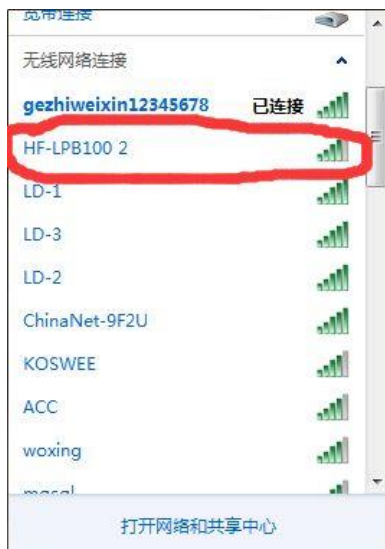 宽带连接
无线网络连接
gezhiweixin12345678 已连接
HF-LPB100 2
LD-1
LD-3
LD-2
ChinaNet-9F2U
KOSWEE
ACC
woxing
打开网络和共享中心